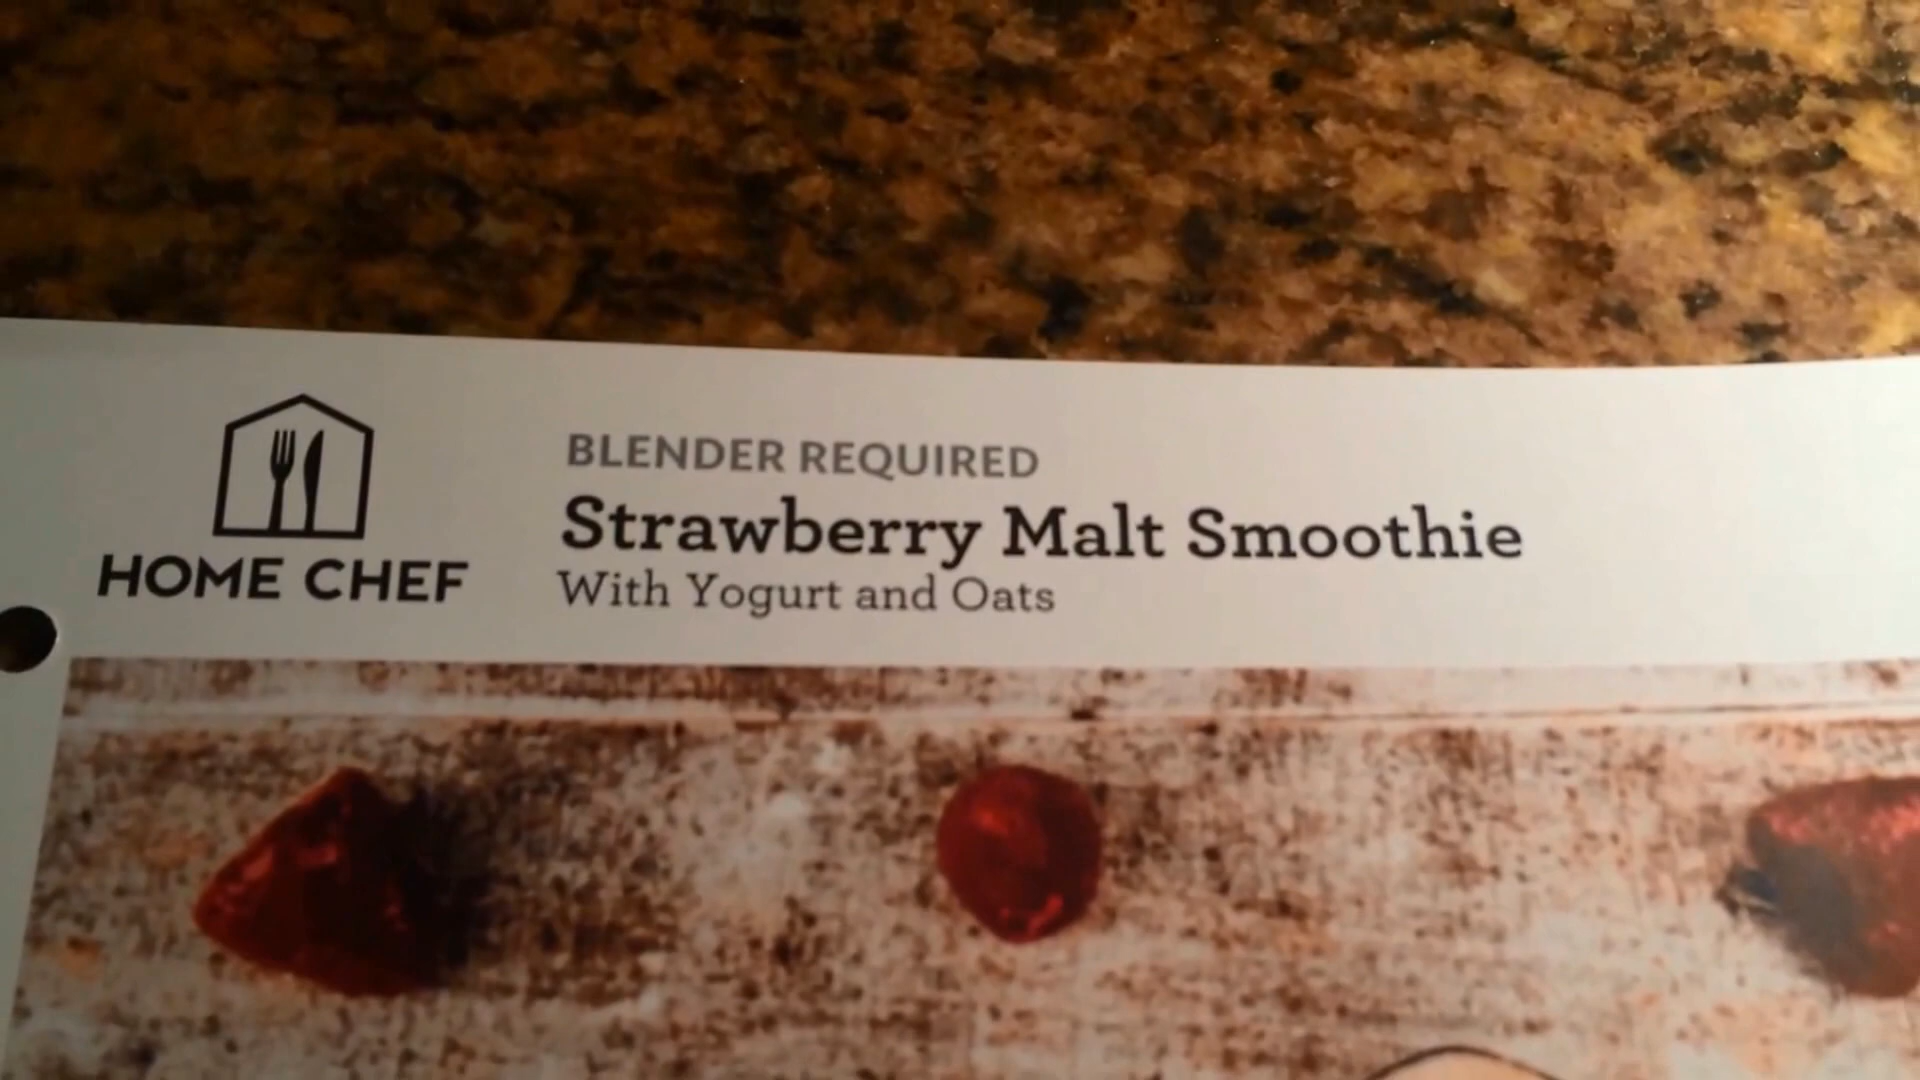 BLENDER REQUIRED
Strawberry Malt Smoothie
With Yogurt and Oats
HOME CHEF